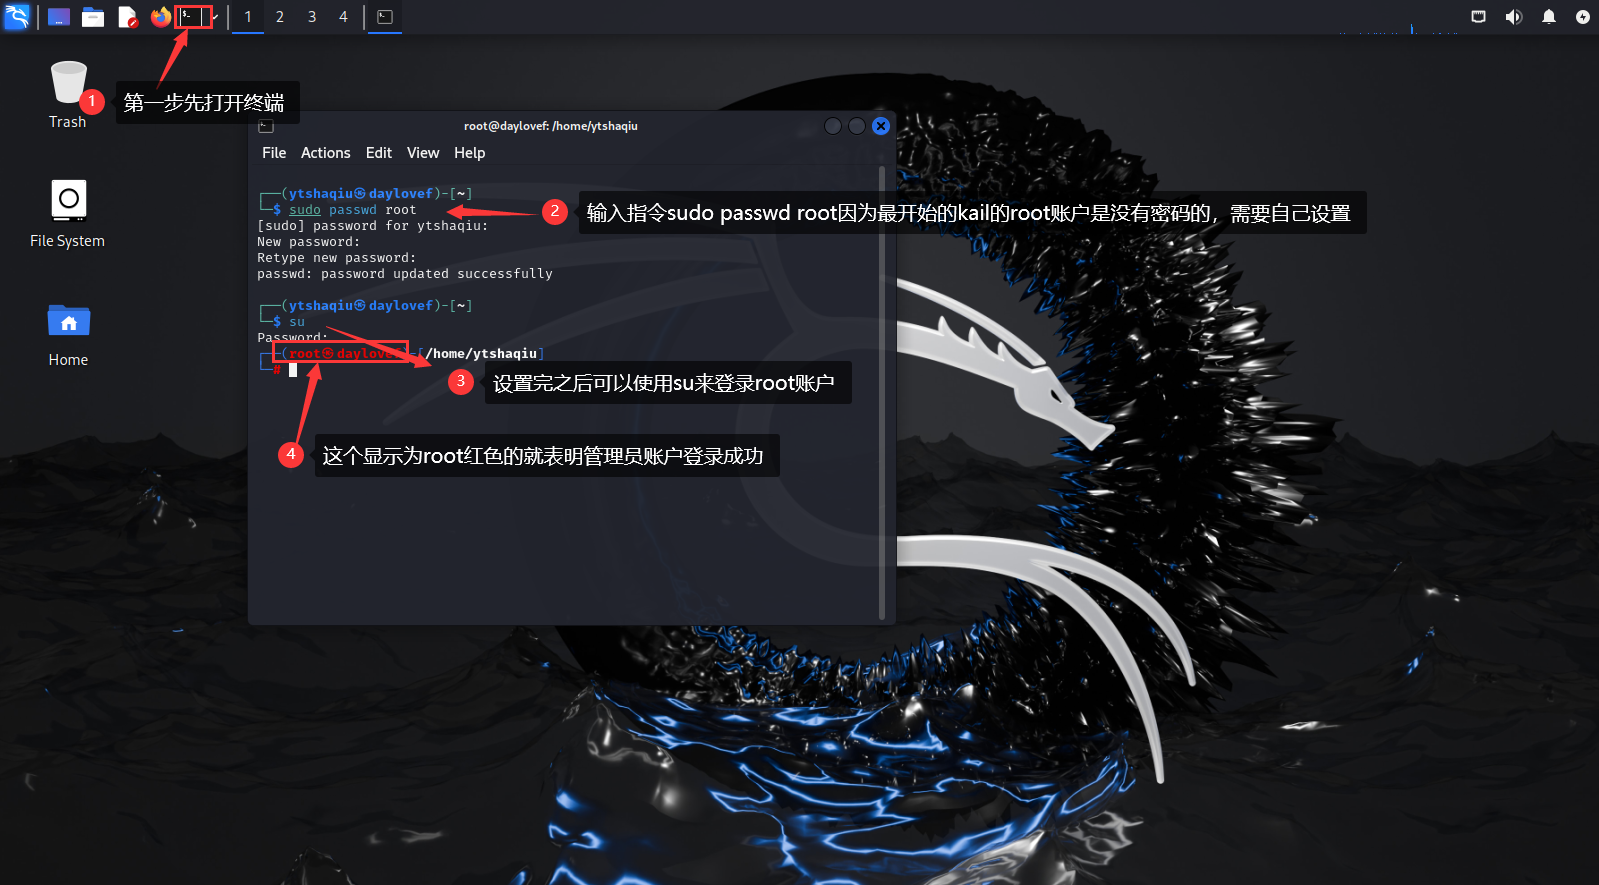 1 2 3 4
1 第一步先打开终端
Trash
File System
Home
root@daylovef: /home/ytshaqiu
File Actions Edit View Help
┌──(ytshaqiu㉿daylovef)-[~]
└─$ sudo passwd root
2 输入指令sudo passwd root因为最开始的kail的root账户是没有密码的，需要自己设置
[sudo] password for ytshaqiu:
New password:
Retype new password:
passwd: password updated successfully
┌──(ytshaqiu㉿daylovef)-[~]
└─$ su
Password:
┌──(root㉿daylovef)-[/home/ytshaqiu]
└─#
3 设置完之后可以使用su来登录root账户
4 这个显示为root红色的就表明管理员账户登录成功